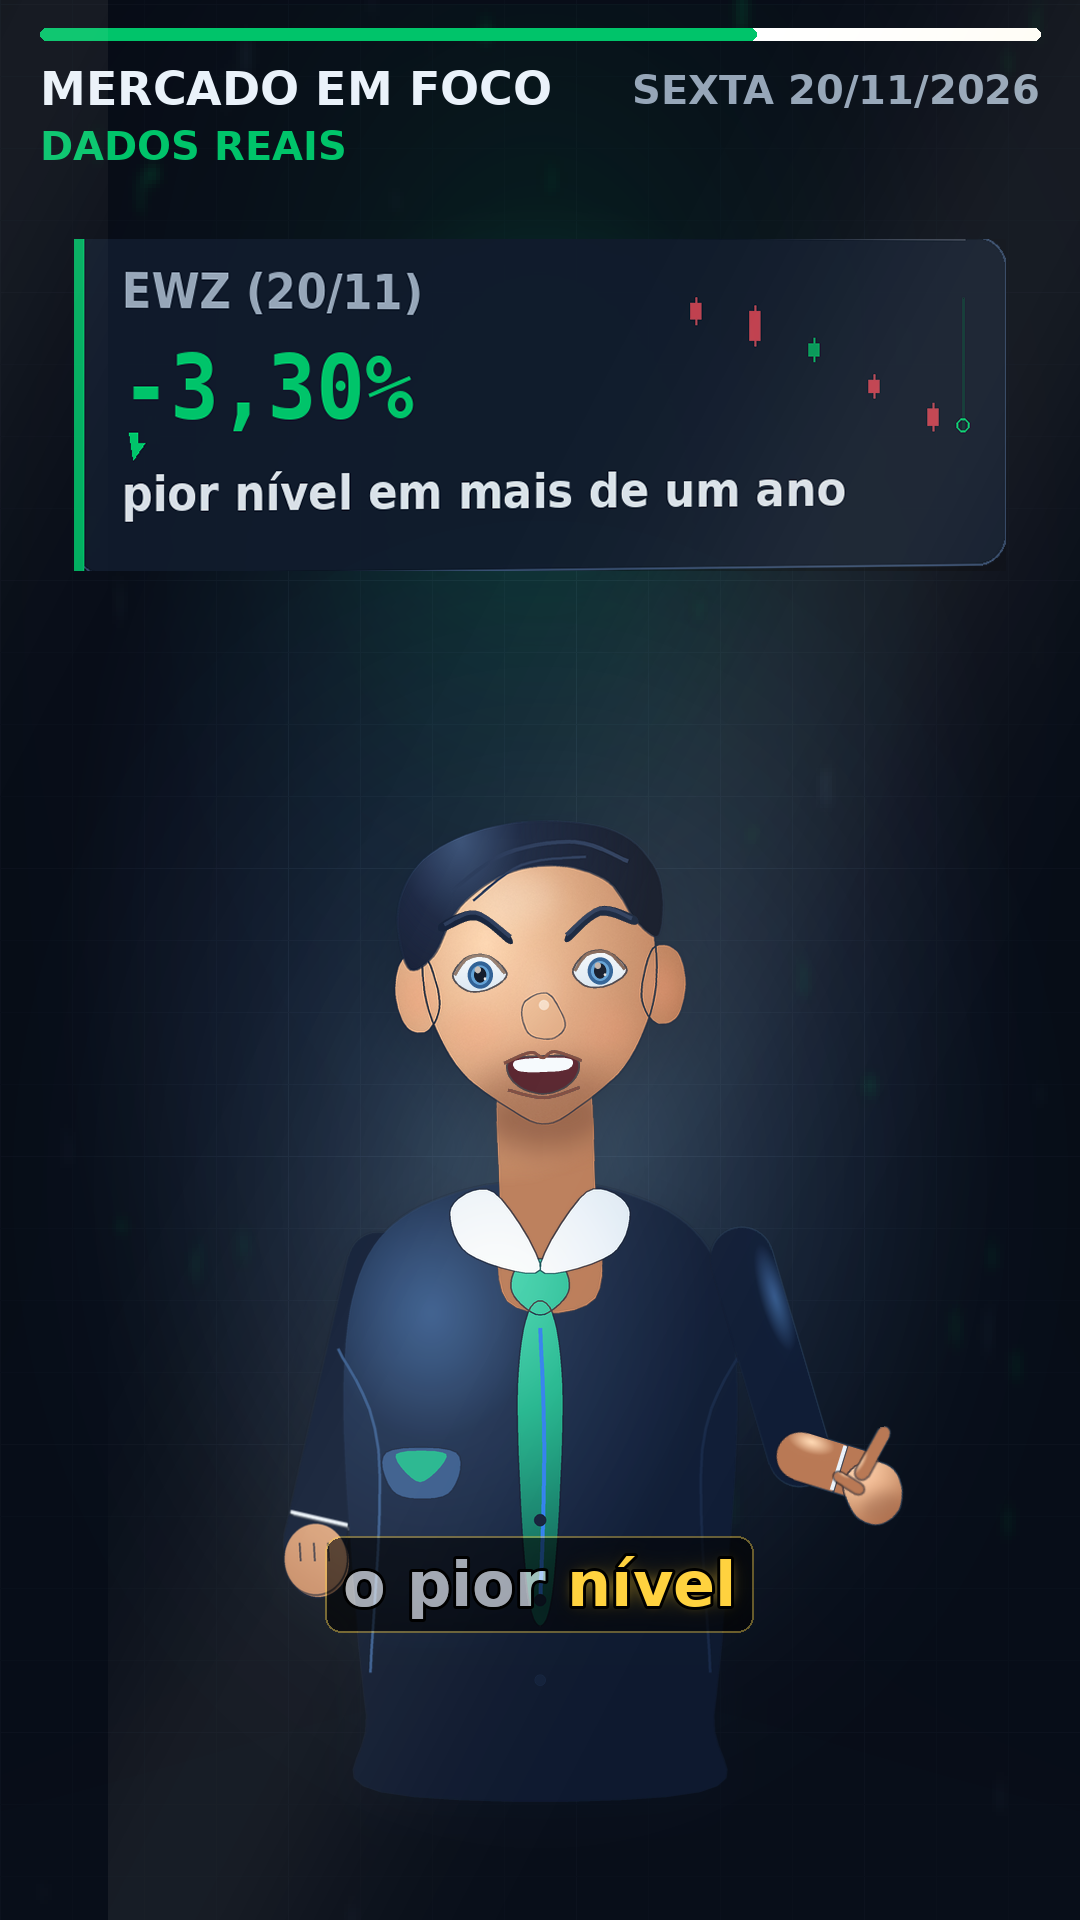 MERCADO EM FOCO SEXTA 20/11/2026
DADOS REAIS
EWZ (20/11)
-3,30%
pior nível em mais de um ano
o pior nível